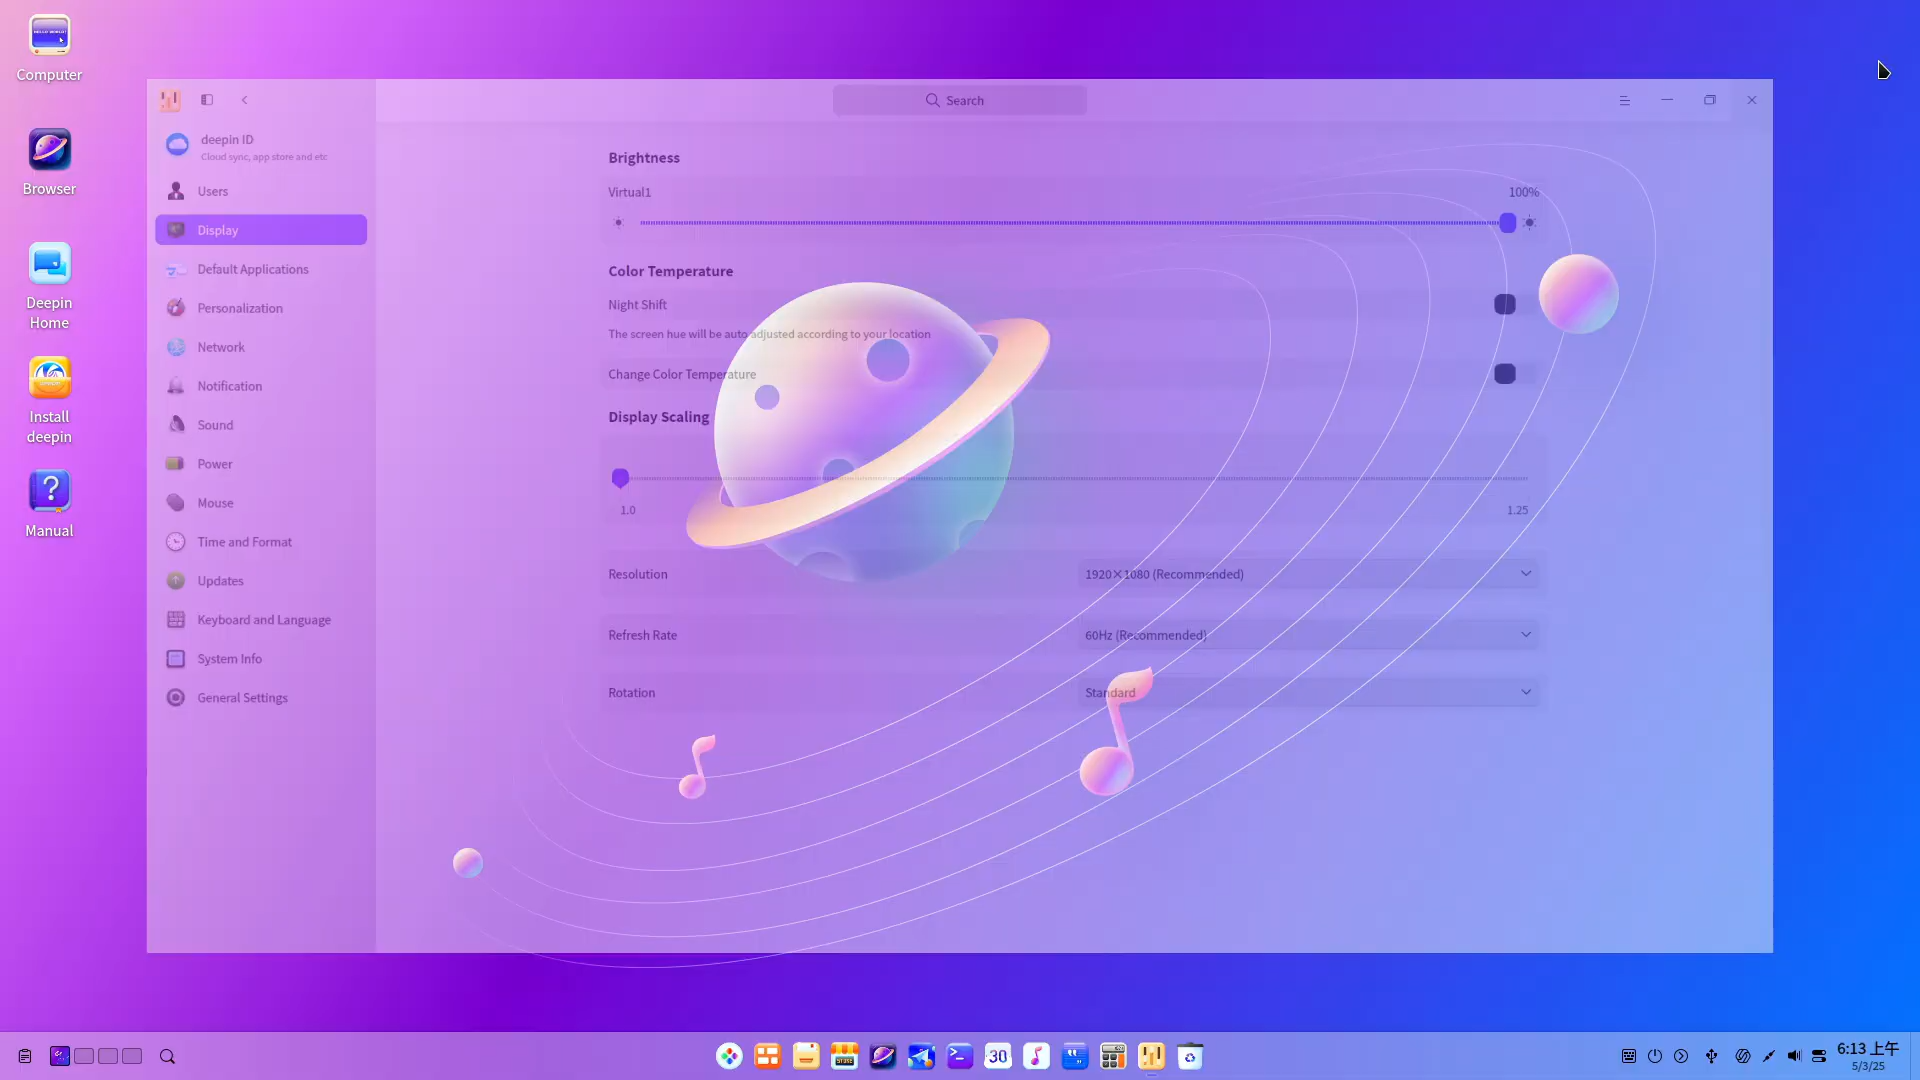 Computer
Browser
Deepin
Home
Install
deepin
Manual
Search
deepin ID
Cloud sync, app store and etc
Users
Display
Default Applications
Personalization
Network
Notification
Sound
Power
Mouse
Time and Format
Updates
Keyboard and Language
System Info
General Settings
Brightness
Virtual1
100%
Color Temperature
Night Shift
The screen hue will be auto adjusted according to your location
Change Color Temperature
Display Scaling
1.0
1.25
Resolution
1920×1080 (Recommended)
Refresh Rate
60Hz (Recommended)
Rotation
Standard
30
6:13 上午
5/3/25